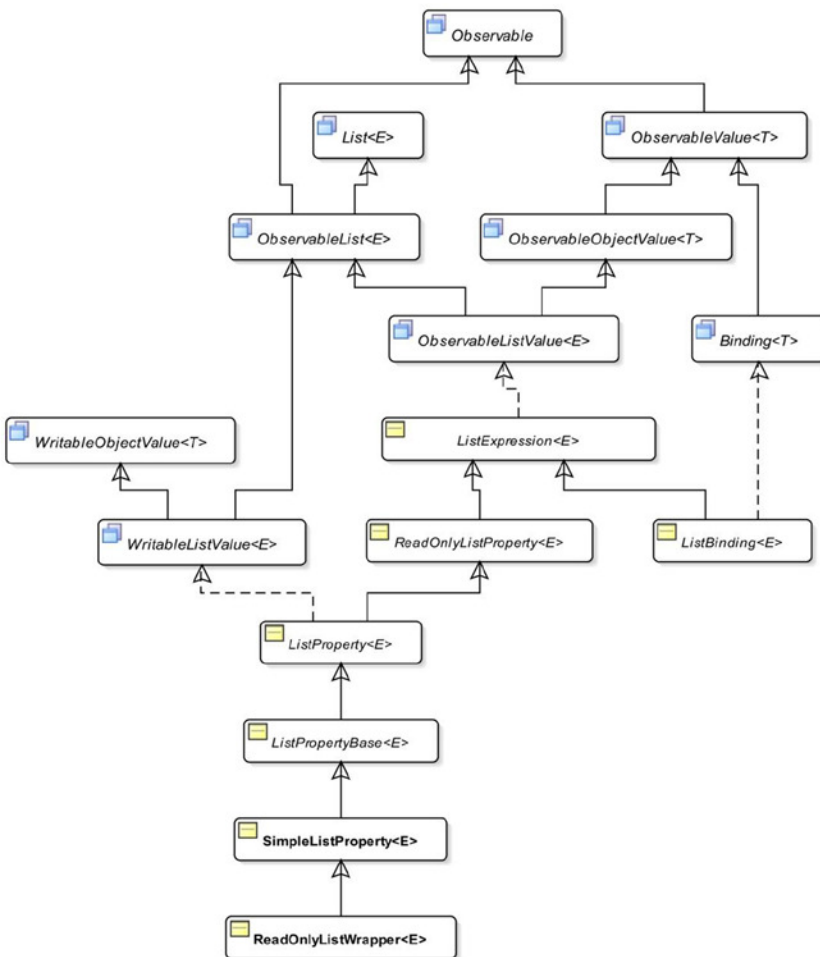 Observable
List<E>
ObservableValue<T>
ObservableList<E>
ObservableObjectValue<T>
ObservableListValue<E>
Binding<T>
WritableObjectValue<T>
ListExpression<E>
WritableListValue<E>
ReadOnlyListProperty<E>
ListBinding<E>
ListProperty<E>
ListPropertyBase<E>
SimpleListProperty<E>
ReadOnlyListWrapper<E>